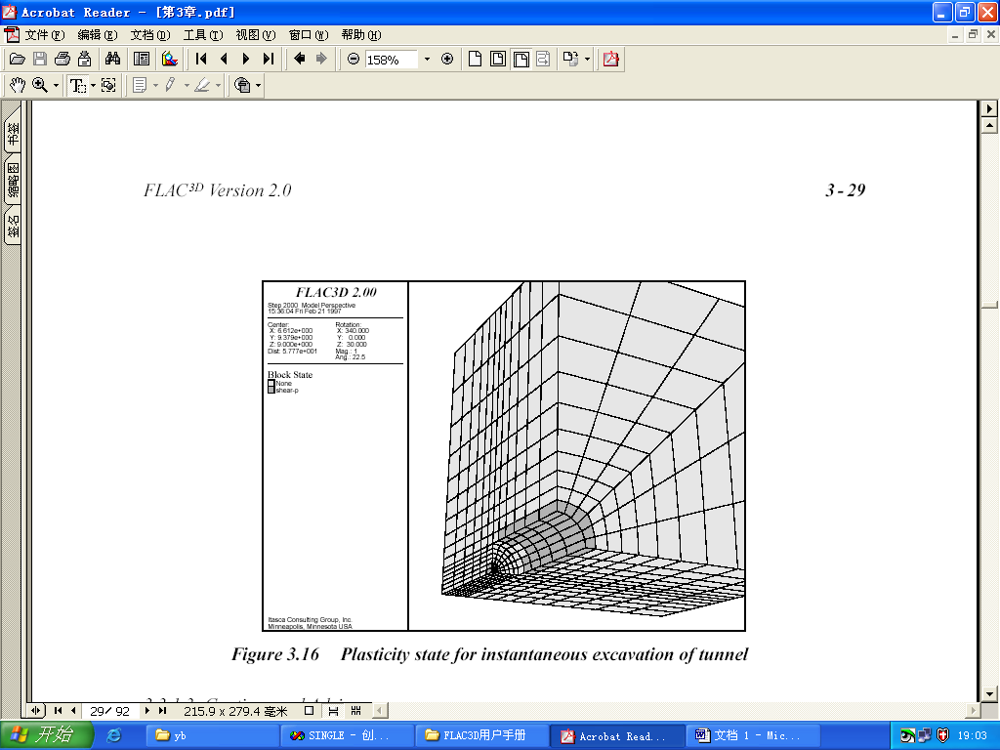 Acrobat Reader - [第3章.pdf]
文件(F) 编辑(E) 文档(D) 工具(T) 视图(V) 窗口(W) 帮助(H)
158%
书签
缩略图
签名
FLAC3D Version 2.0
3 - 29
FLAC3D 2.00
Step 2000 Model Perspective
15:36:04 Fri Feb 21 1997
Center: Rotation:
X: 6.612e+000 X: 340.000
Y: 9.379e+000 Y: 0.000
Z: 9.000e+000 Z: 30.000
Dist: 5.777e+001 Mag.: 1
Ang.: 22.5
Block State
None
shear-p
Itasca Consulting Group, Inc.
Minneapolis, Minnesota USA
Figure 3.16 Plasticity state for instantaneous excavation of tunnel
29/ 92 215.9 x 279.4 毫米
开始 yb SINGLE - 创... FLAC3D用户手册 Acrobat Read... 文档 1 - Mic... 19:03